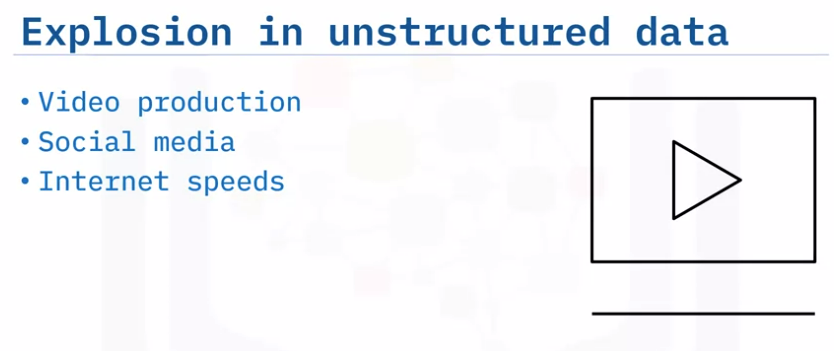 Explosion in unstructured data
• Video production
• Social media
• Internet speeds